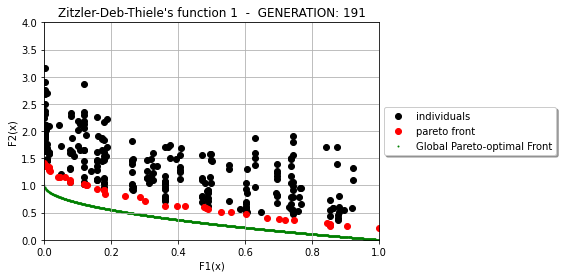 Zitzler-Deb-Thiele's function 1 - GENERATION: 191
4.0
3.5
3.0
2.5
2.0
1.5
1.0
0.5
0.0
F2(x)
0.0 0.2 0.4 0.6 0.8 1.0
F1(x)
individuals
pareto front
Global Pareto-optimal Front